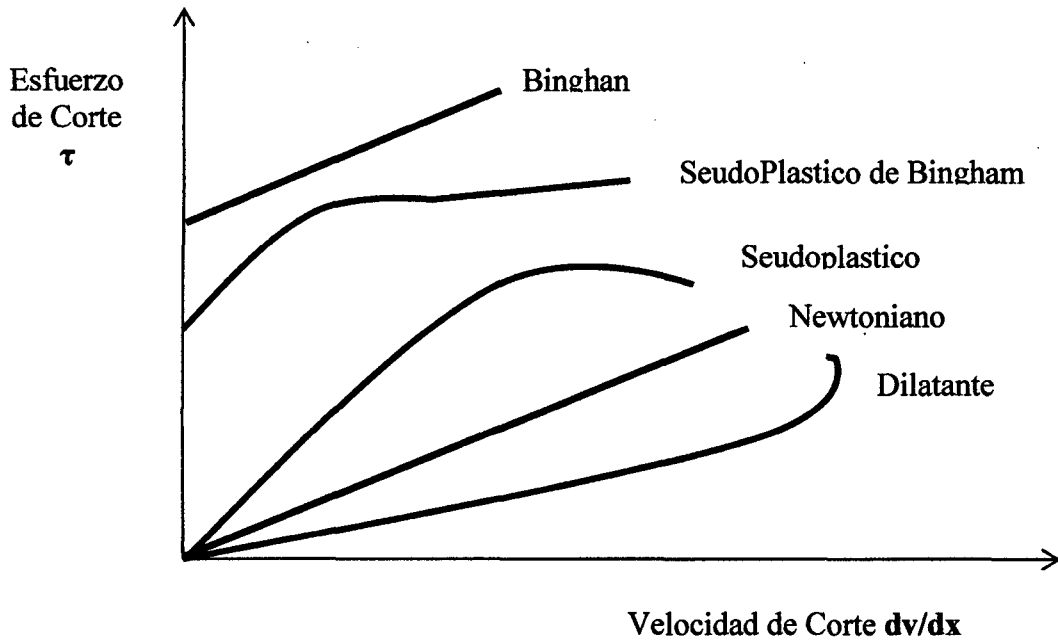 Esfuerzo
de Corte
τ
Binghan
SeudoPlastico de Bingham
Seudoplastico
Newtoniano
Dilatante
Velocidad de Corte dv/dx